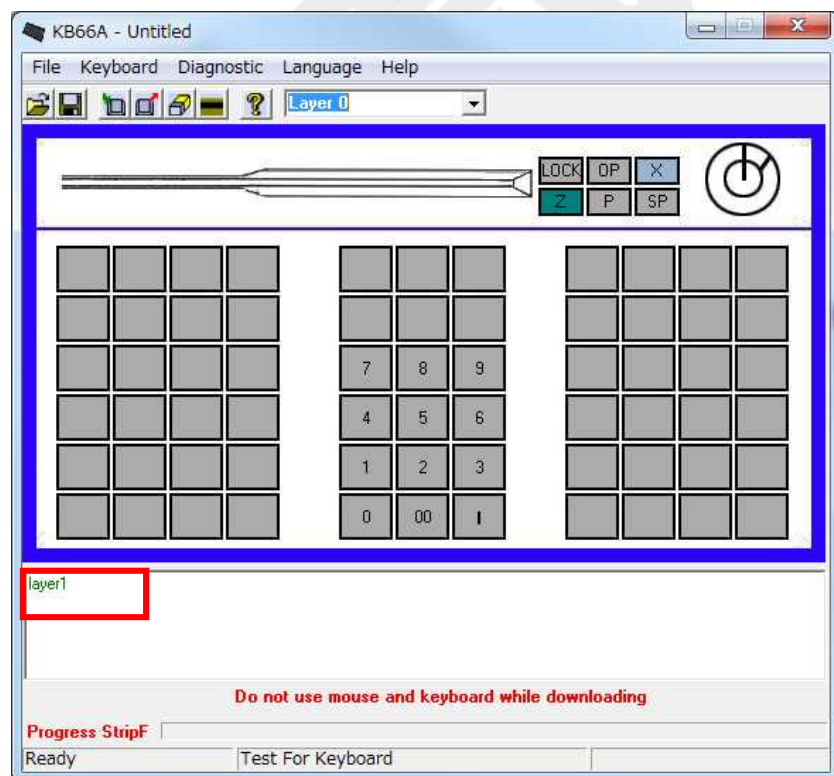 KB66A - Untitled
File Keyboard Diagnostic Language Help
Layer 0
LOCK OP X
Z P SP
7 8 9
4 5 6
1 2 3
0 00 .
layer1
Do not use mouse and keyboard while downloading
Progress StripF
Ready Test For Keyboard